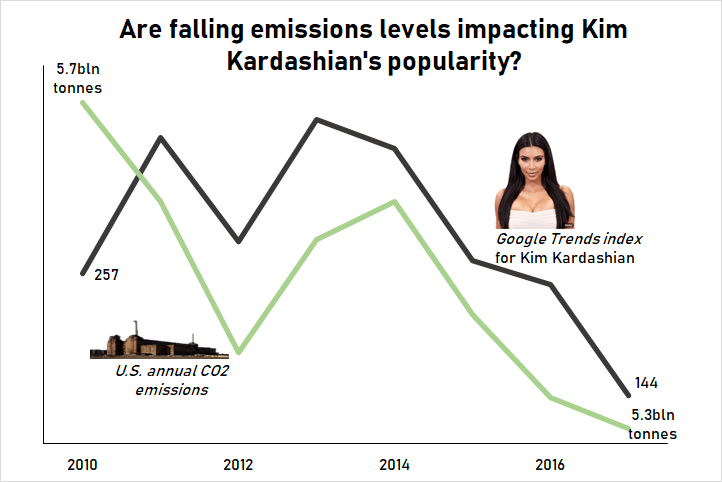 Are falling emissions levels impacting Kim
Kardashian's popularity?
5.7bln
tonnes
257
Google Trends index
for Kim Kardashian
U.S. annual CO2
emissions
144
5.3bln
tonnes
2010
2012
2014
2016